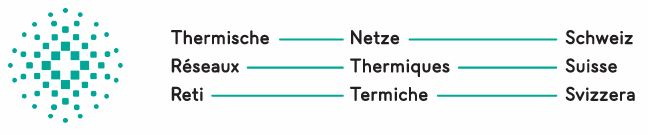 Thermische Netze Schweiz
Réseaux Thermiques Suisse
Reti Termiche Svizzera